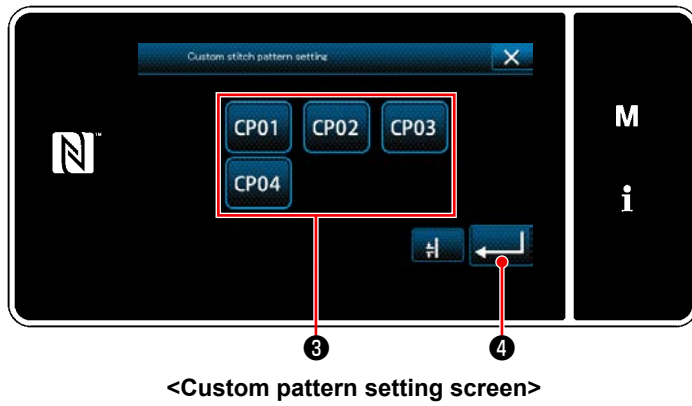 Custom stitch pattern setting
CP01 CP02 CP03
CP04
M
i
N
❸ ❹
<Custom pattern setting screen>